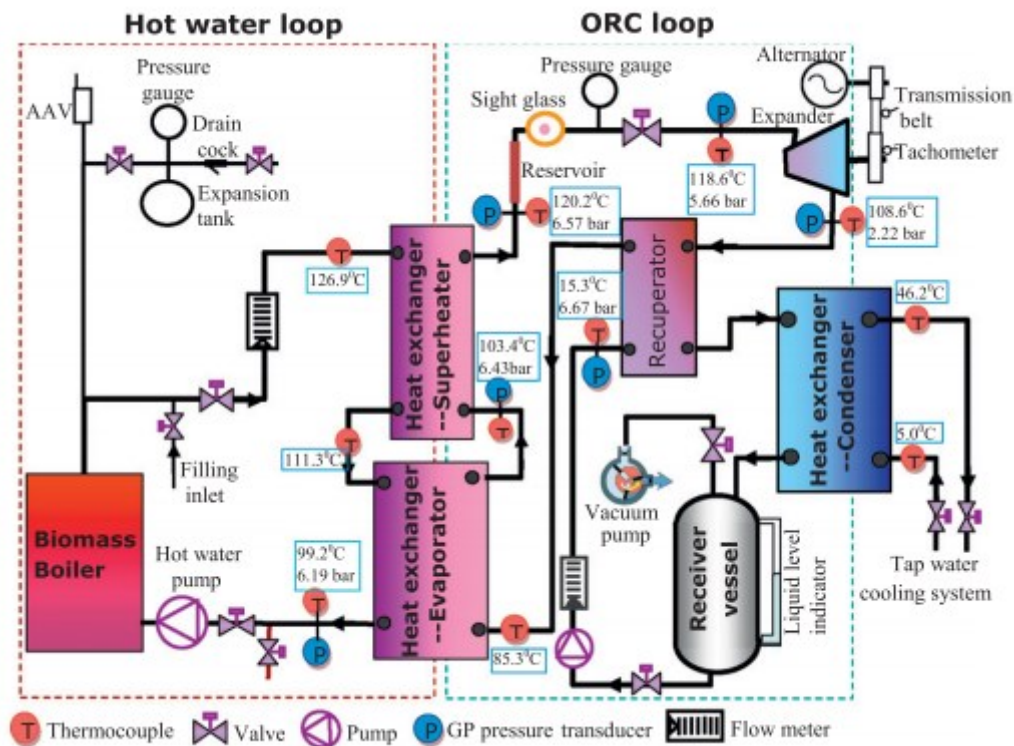 Hot water loop
ORC loop
Pressure
gauge
AAV
Drain
cock
Expansion
tank
Pressure gauge
Sight glass
Alternator
Expander
Transmission
belt
Tachometer
Reservoir
P
T
118.6⁰C
5.66 bar
P
T
120.2⁰C
6.57 bar
P
T
108.6⁰C
2.22 bar
T
126.9⁰C
Heat exchanger
--Superheater
Recuperator
15.3⁰C
6.67 bar
T
P
46.2⁰C
T
103.4⁰C
6.43bar
P
T
Heat exchanger
--Condenser
T
111.3⁰C
5.0⁰C
T
Filling
inlet
Vacuum
pump
Biomass
Boiler
Hot water
pump
99.2⁰C
6.19 bar
T
P
Heat exchanger
--Evaporator
T
85.3⁰C
Receiver
vessel
Liquid level
indicator
Tap water
cooling system
T Thermocouple
Valve
Pump
P GP pressure transducer
Flow meter